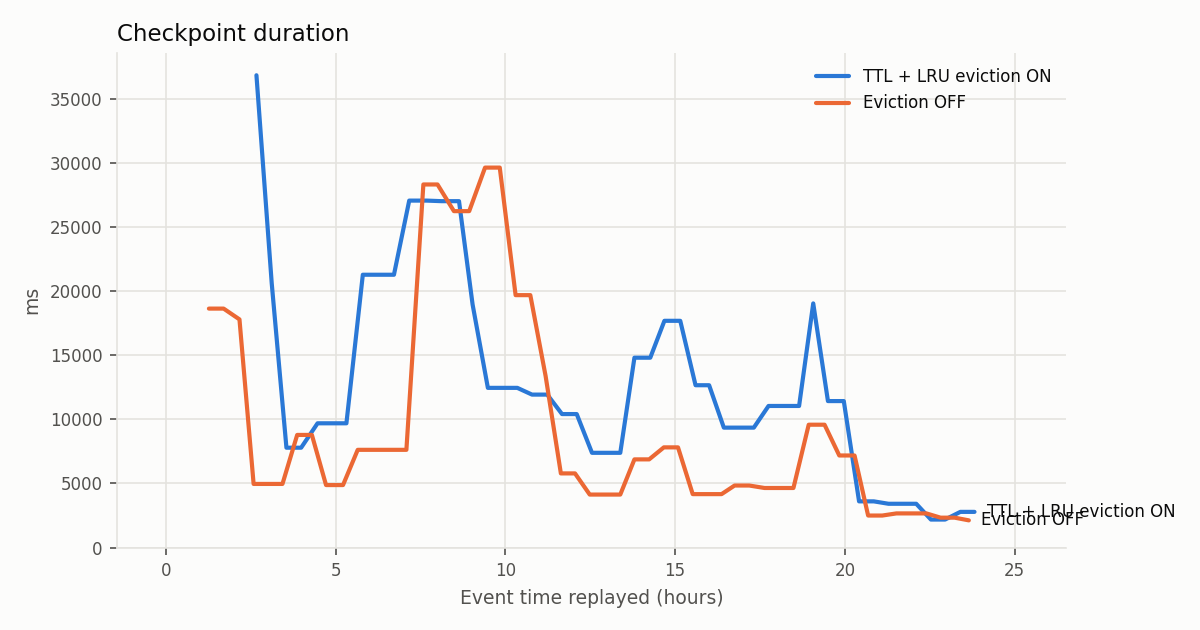 Checkpoint duration
TTL + LRU eviction ON
Eviction OFF
35000
30000
25000
20000
15000
10000
5000
0
ms
TTL + LRU eviction ON
Eviction OFF
0 5 10 15 20 25
Event time replayed (hours)